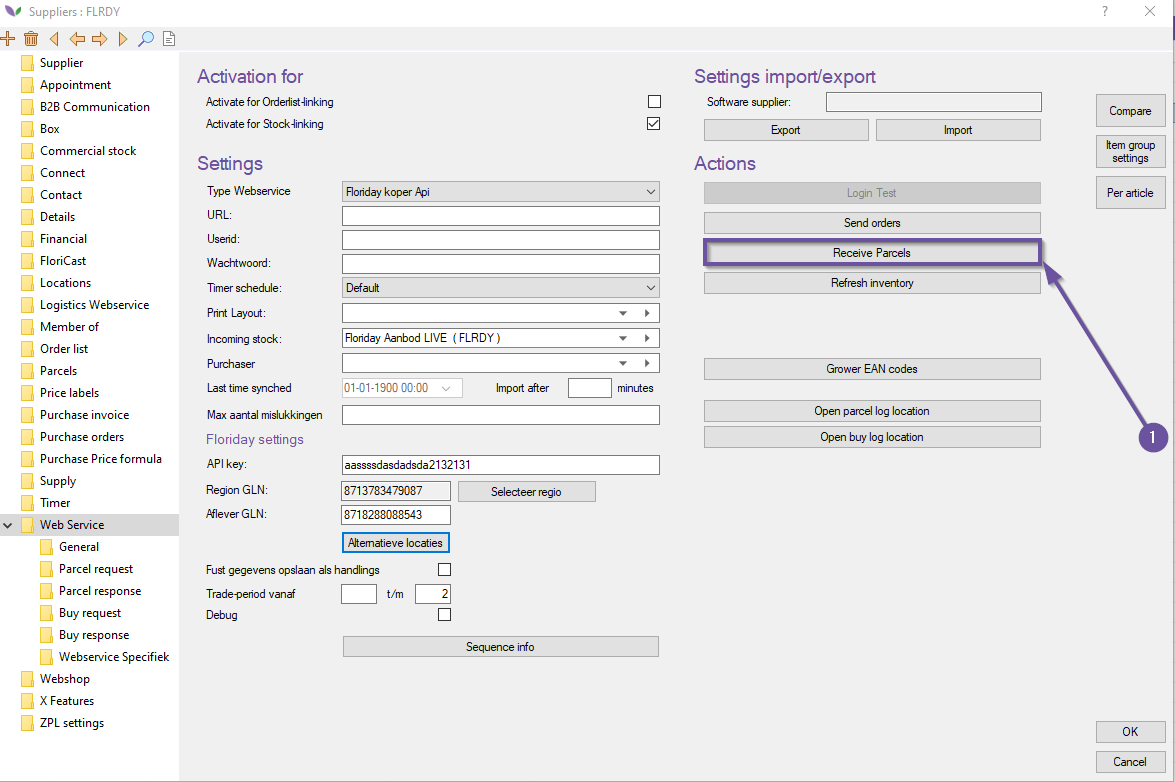 Suppliers : FLRDY
?
Supplier
Appointment
B2B Communication
Box
Commercial stock
Connect
Contact
Details
Financial
FloriCast
Locations
Logistics Webservice
Member of
Order list
Parcels
Price labels
Purchase invoice
Purchase orders
Purchase Price formula
Supply
Timer
Web Service
General
Parcel request
Parcel response
Buy request
Buy response
Webservice Specifiek
Webshop
X Features
ZPL settings
Activation for
Activate for Orderlist-linking
Activate for Stock-linking
Settings
Type Webservice Floriday koper Api
URL:
Userid:
Wachtwoord:
Timer schedule: Default
Print Layout:
Incoming stock: Floriday Aanbod LIVE ( FLRDY )
Purchaser
Last time synched 01-01-1900 00:00 Import after minutes
Max aantal mislukkingen
Floriday settings
API key: aassssdasdadsda2132131
Region GLN: 8713783479087 Selecteer regio
Aflever GLN: 8718288088543
Alternatieve locaties
Fust gegevens opslaan als handlings
Trade-period vanaf t/m 2
Debug
Sequence info
Settings import/export
Software supplier:
Export Import
Actions
Login Test
Send orders
Receive Parcels
Refresh inventory
Grower EAN codes
Open parcel log location
Open buy log location
1
Compare
Item group
settings
Per article
OK
Cancel